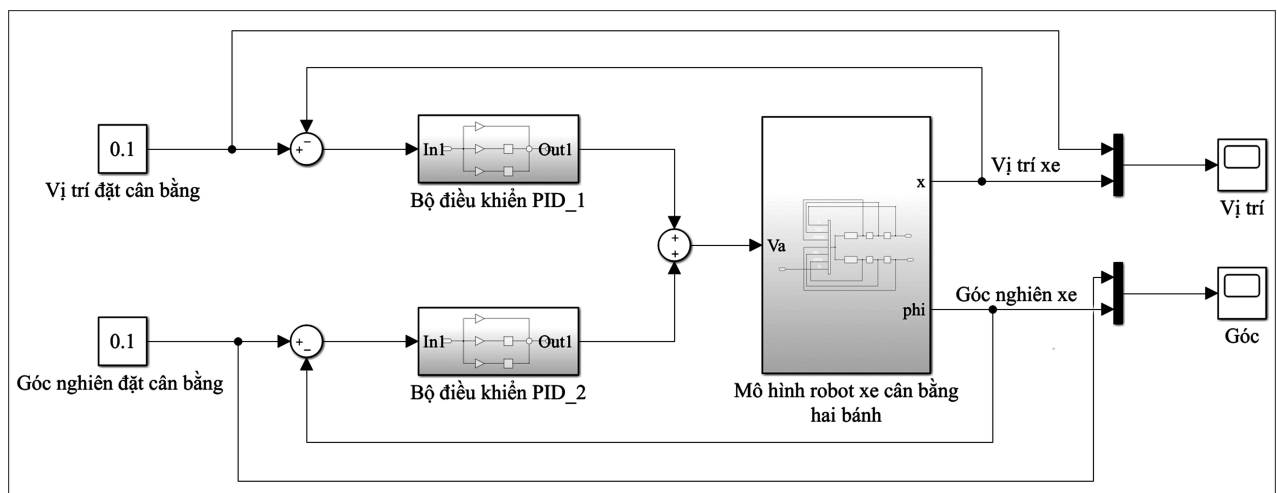 0.1
Vị trí đặt cân bằng
+
−
In1
Out1
Bộ điều khiển PID_1
+
+
Va
x
phi
Mô hình robot xe cân bằng
hai bánh
Vị trí xe
Vị trí
Góc nghiên xe
Góc
0.1
Góc nghiên đặt cân bằng
+
−
In1
Out1
Bộ điều khiển PID_2